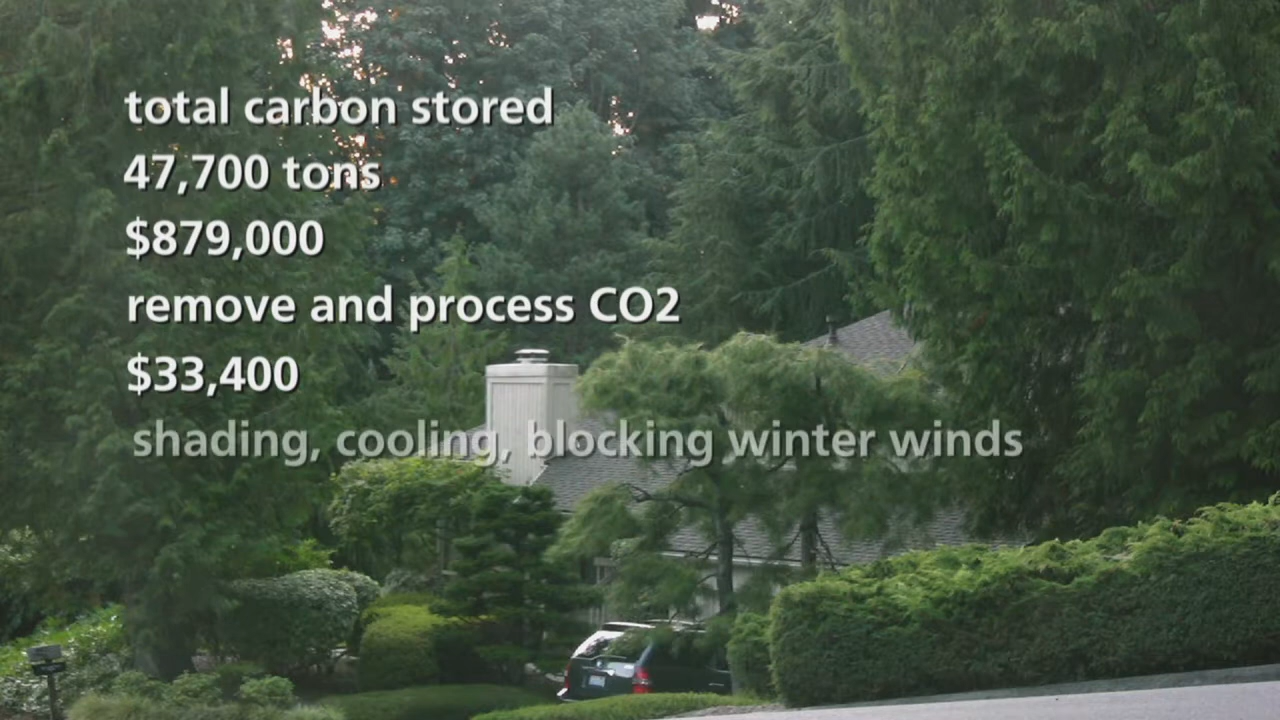 total carbon stored
47,700 tons
$879,000
remove and process CO2
$33,400
shading, cooling, blocking winter winds